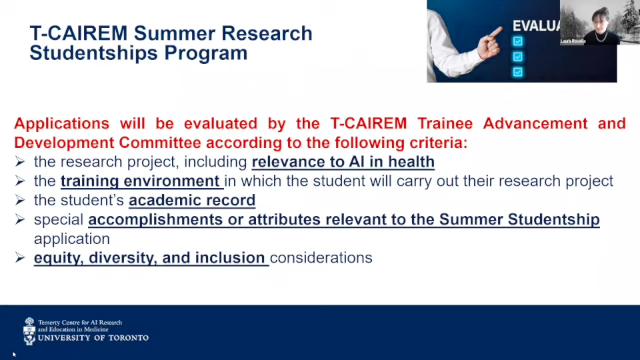 T-CAIREM Summer Research
Studentships Program
EVALUA
Applications will be evaluated by the T-CAIREM Trainee Advancement and
Development Committee according to the following criteria:
➢ the research project, including relevance to AI in health
➢ the training environment in which the student will carry out their research project
➢ the student's academic record
➢ special accomplishments or attributes relevant to the Summer Studentship
application
➢ equity, diversity, and inclusion considerations
Temerty Centre for AI Research
and Education in Medicine
UNIVERSITY OF TORONTO